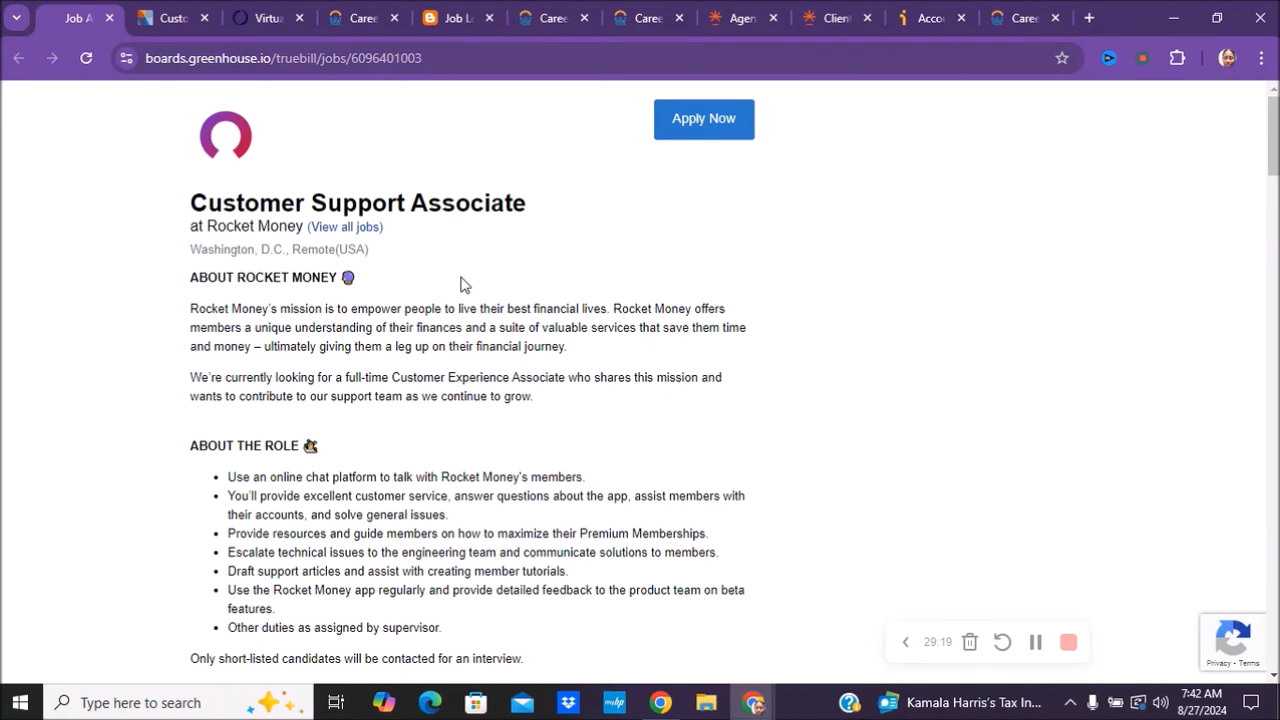 Job A
Custo
Virtua
Caree
Job L
Caree
Caree
Agen
Client
Accou
Caree
boards.greenhouse.io/truebill/jobs/6096401003
Apply Now
Customer Support Associate
at Rocket Money (View all jobs)
Washington, D.C., Remote(USA)
ABOUT ROCKET MONEY
Rocket Money's mission is to empower people to live their best financial lives. Rocket Money offers
members a unique understanding of their finances and a suite of valuable services that save them time
and money – ultimately giving them a leg up on their financial journey.
We're currently looking for a full-time Customer Experience Associate who shares this mission and
wants to contribute to our support team as we continue to grow.
ABOUT THE ROLE
• Use an online chat platform to talk with Rocket Money's members.
• You'll provide excellent customer service, answer questions about the app, assist members with
their accounts, and solve general issues.
• Provide resources and guide members on how to maximize their Premium Memberships.
• Escalate technical issues to the engineering team and communicate solutions to members.
• Draft support articles and assist with creating member tutorials.
• Use the Rocket Money app regularly and provide detailed feedback to the product team on beta
features.
• Other duties as assigned by supervisor.
Only short-listed candidates will be contacted for an interview.
29:19
Privacy - Terms
Type here to search
myhp
Kamala Harris's Tax In...
7:42 AM
8/27/2024